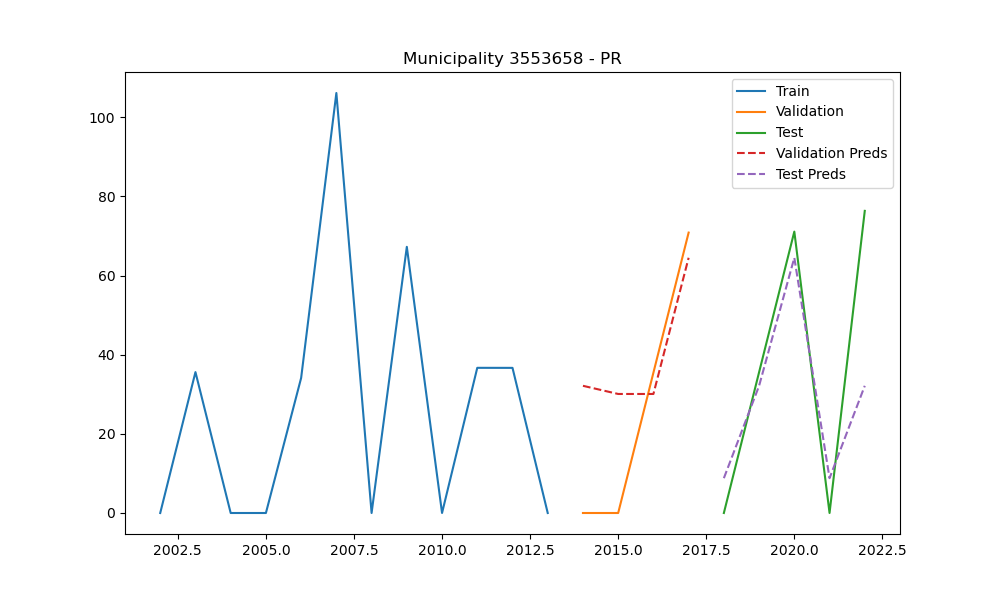 Municipality 3553658 - PR
Train
Validation
Test
Validation Preds
Test Preds
100
80
60
40
20
0
2002.5 2005.0 2007.5 2010.0 2012.5 2015.0 2017.5 2020.0 2022.5